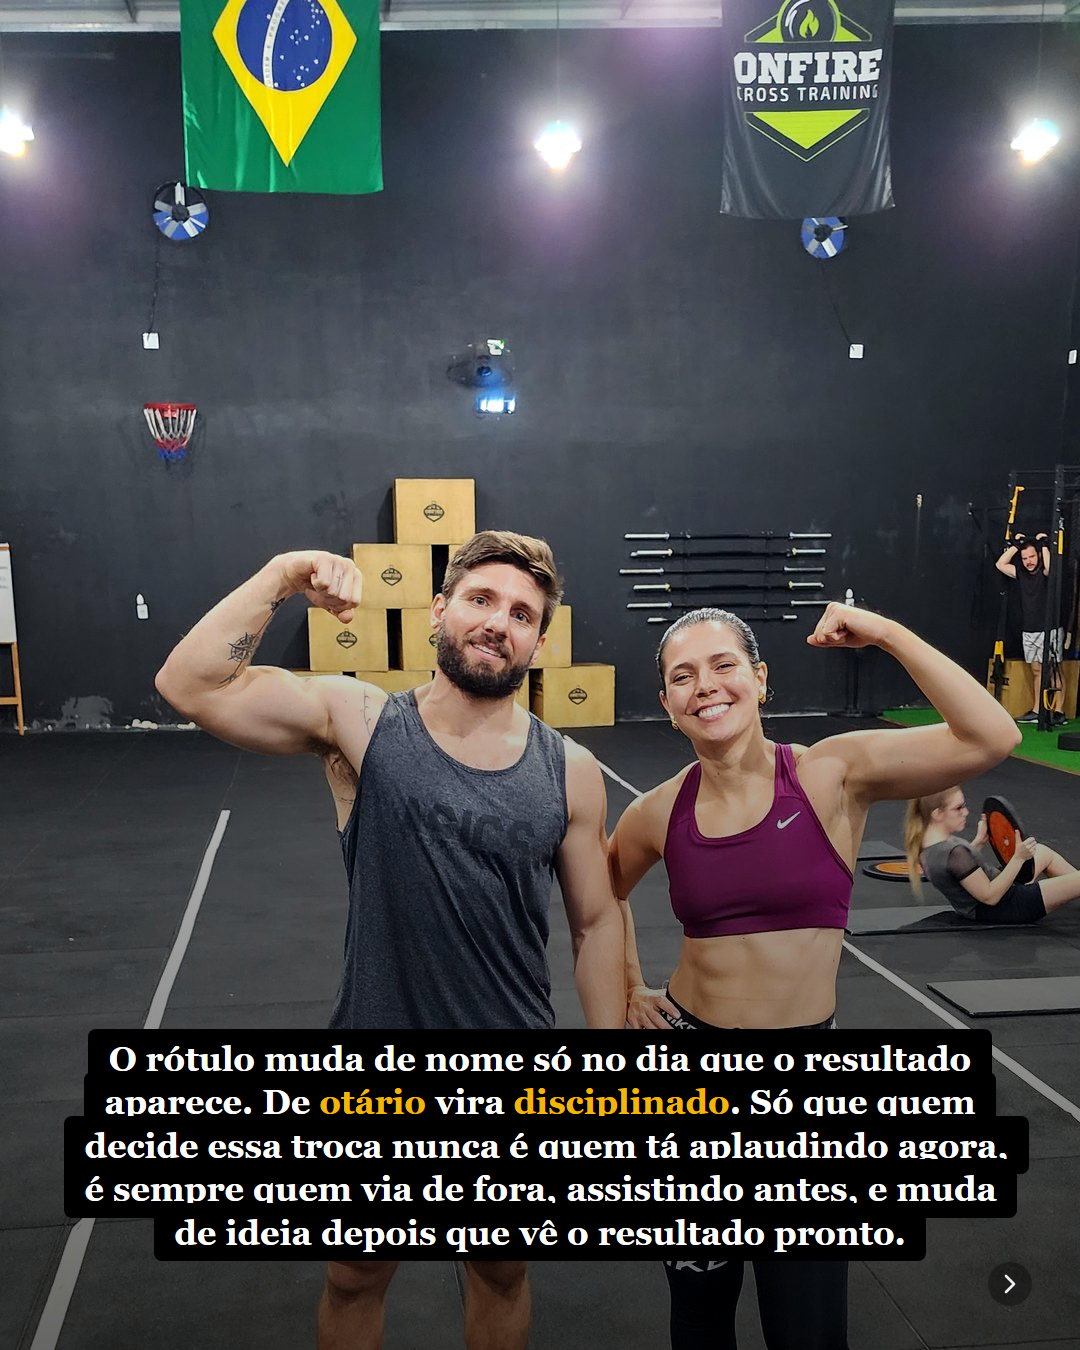 ONFIRE
CROSS TRAINING
ASICS
O rótulo muda de nome só no dia que o resultado
aparece. De otário vira disciplinado. Só que quem
decide essa troca nunca é quem tá aplaudindo agora,
é sempre quem via de fora, assistindo antes, e muda
de ideia depois que vê o resultado pronto.